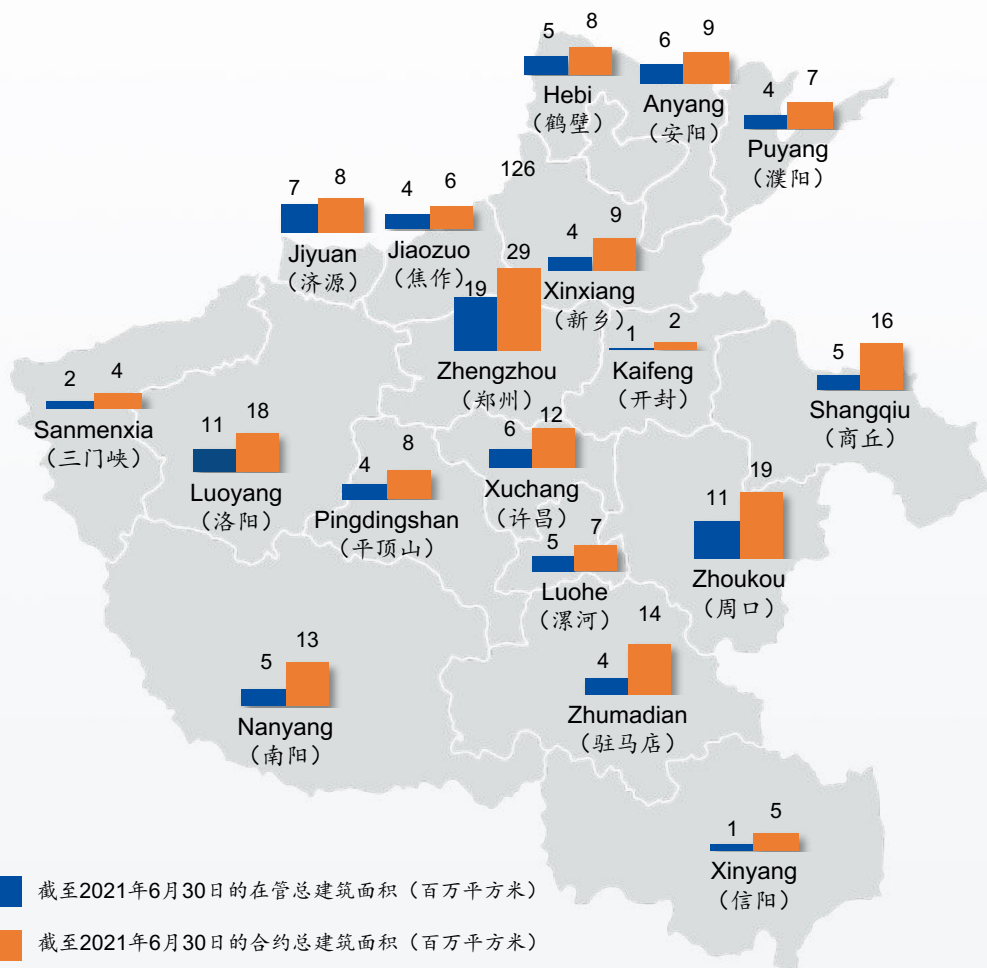 5 8
Hebi
（鹤壁）
6 9
Anyang
（安阳）
4 7
Puyang
（濮阳）
126
7 8
Jiyuan
（济源）
4 6
Jiaozuo
（焦作）
4 9
Xinxiang
（新乡）
19 29
Zhengzhou
（郑州）
1 2
Kaifeng
（开封）
5 16
Shangqiu
（商丘）
2 4
Sanmenxia
（三门峡）
11 18
Luoyang
（洛阳）
4 8
Pingdingshan
（平顶山）
6 12
Xuchang
（许昌）
5 7
Luohe
（漯河）
11 19
Zhoukou
（周口）
5 13
Nanyang
（南阳）
4 14
Zhumadian
（驻马店）
1 5
Xinyang
（信阳）
截至2021年6月30日的在管总建筑面积（百万平方米）
截至2021年6月30日的合约总建筑面积（百万平方米）